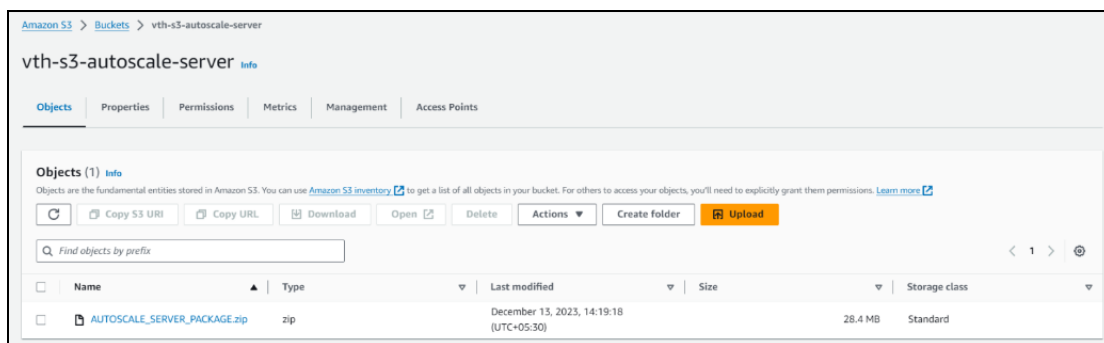 Amazon S3 > Buckets > vth-s3-autoscale-server
vth-s3-autoscale-server Info
Objects Properties Permissions Metrics Management Access Points
Objects (1) Info
Objects are the fundamental entities stored in Amazon S3. You can use Amazon S3 inventory to get a list of all objects in your bucket. For others to access your objects, you'll need to explicitly grant them permissions. Learn more
Copy S3 URI Copy URL Download Open Delete Actions Create folder Upload
Find objects by prefix < 1 >
Name Type Last modified Size Storage class
AUTOSCALE_SERVER_PACKAGE.zip zip December 13, 2023, 14:19:18 28.4 MB Standard
(UTC+05:30)